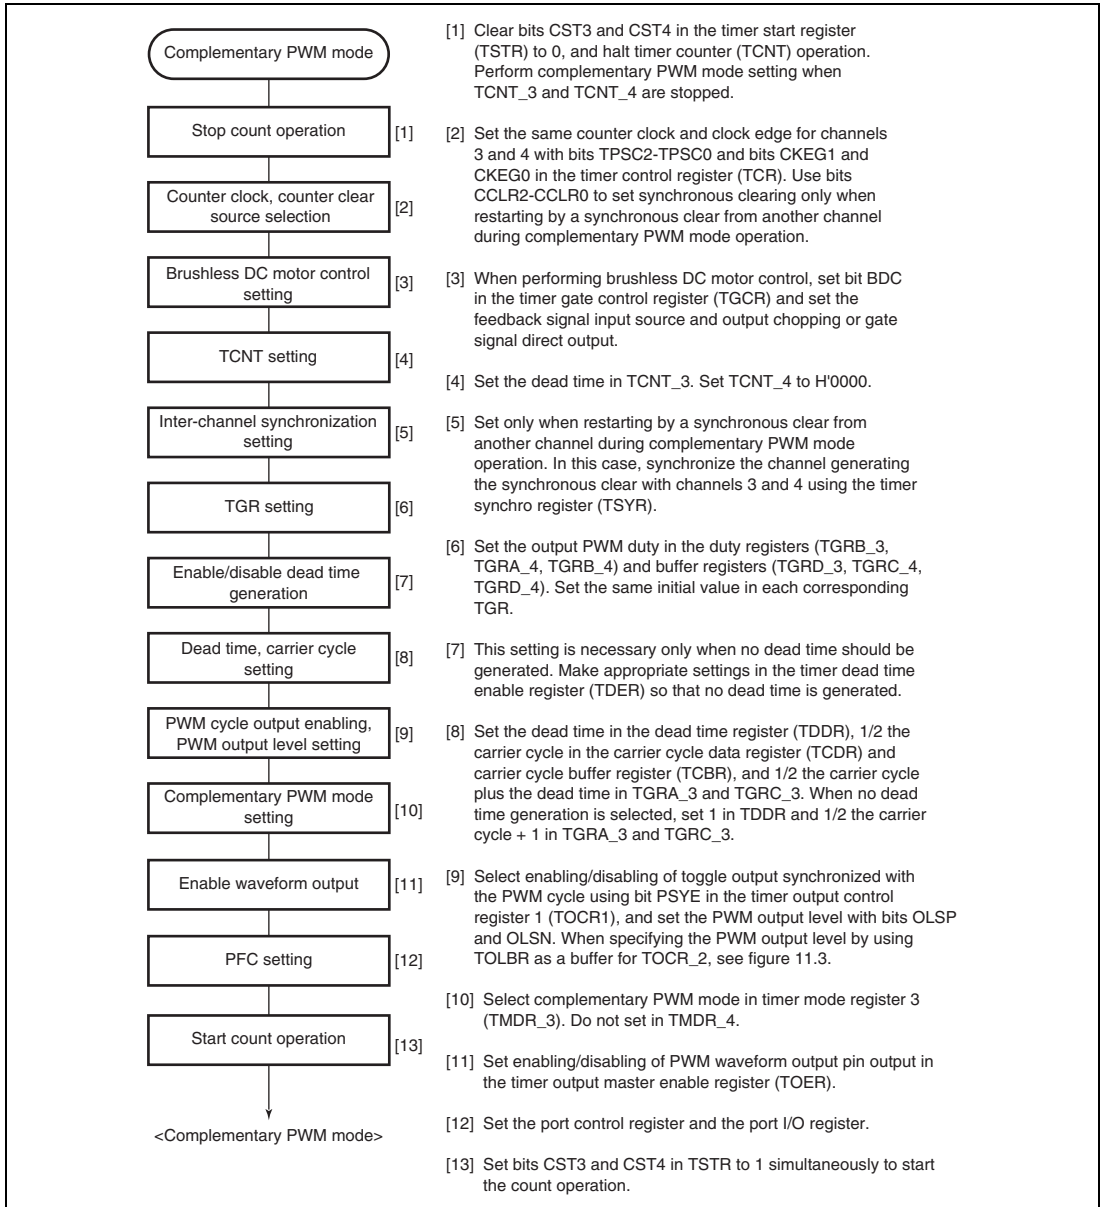 Complementary PWM mode
Stop count operation
[1]
Counter clock, counter clear
source selection
[2]
Brushless DC motor control
setting
[3]
TCNT setting
[4]
Inter-channel synchronization
setting
[5]
TGR setting
[6]
Enable/disable dead time
generation
[7]
Dead time, carrier cycle
setting
[8]
PWM cycle output enabling,
PWM output level setting
[9]
Complementary PWM mode
setting
[10]
Enable waveform output
[11]
PFC setting
[12]
Start count operation
[13]
<Complementary PWM mode>
[1] Clear bits CST3 and CST4 in the timer start register
(TSTR) to 0, and halt timer counter (TCNT) operation.
Perform complementary PWM mode setting when
TCNT_3 and TCNT_4 are stopped.
[2] Set the same counter clock and clock edge for channels
3 and 4 with bits TPSC2-TPSC0 and bits CKEG1 and
CKEG0 in the timer control register (TCR). Use bits
CCLR2-CCLR0 to set synchronous clearing only when
restarting by a synchronous clear from another channel
during complementary PWM mode operation.
[3] When performing brushless DC motor control, set bit BDC
in the timer gate control register (TGCR) and set the
feedback signal input source and output chopping or gate
signal direct output.
[4] Set the dead time in TCNT_3. Set TCNT_4 to H'0000.
[5] Set only when restarting by a synchronous clear from
another channel during complementary PWM mode
operation. In this case, synchronize the channel generating
the synchronous clear with channels 3 and 4 using the timer
synchro register (TSYR).
[6] Set the output PWM duty in the duty registers (TGRB_3,
TGRA_4, TGRB_4) and buffer registers (TGRD_3, TGRC_4,
TGRD_4). Set the same initial value in each corresponding
TGR.
[7] This setting is necessary only when no dead time should be
generated. Make appropriate settings in the timer dead time
enable register (TDER) so that no dead time is generated.
[8] Set the dead time in the dead time register (TDDR), 1/2 the
carrier cycle in the carrier cycle data register (TCDR) and
carrier cycle buffer register (TCBR), and 1/2 the carrier cycle
plus the dead time in TGRA_3 and TGRC_3. When no dead
time generation is selected, set 1 in TDDR and 1/2 the carrier
cycle + 1 in TGRA_3 and TGRC_3.
[9] Select enabling/disabling of toggle output synchronized with
the PWM cycle using bit PSYE in the timer output control
register 1 (TOCR1), and set the PWM output level with bits OLSP
and OLSN. When specifying the PWM output level by using
TOLBR as a buffer for TOCR_2, see figure 11.3.
[10] Select complementary PWM mode in timer mode register 3
(TMDR_3). Do not set in TMDR_4.
[11] Set enabling/disabling of PWM waveform output pin output in
the timer output master enable register (TOER).
[12] Set the port control register and the port I/O register.
[13] Set bits CST3 and CST4 in TSTR to 1 simultaneously to start
the count operation.